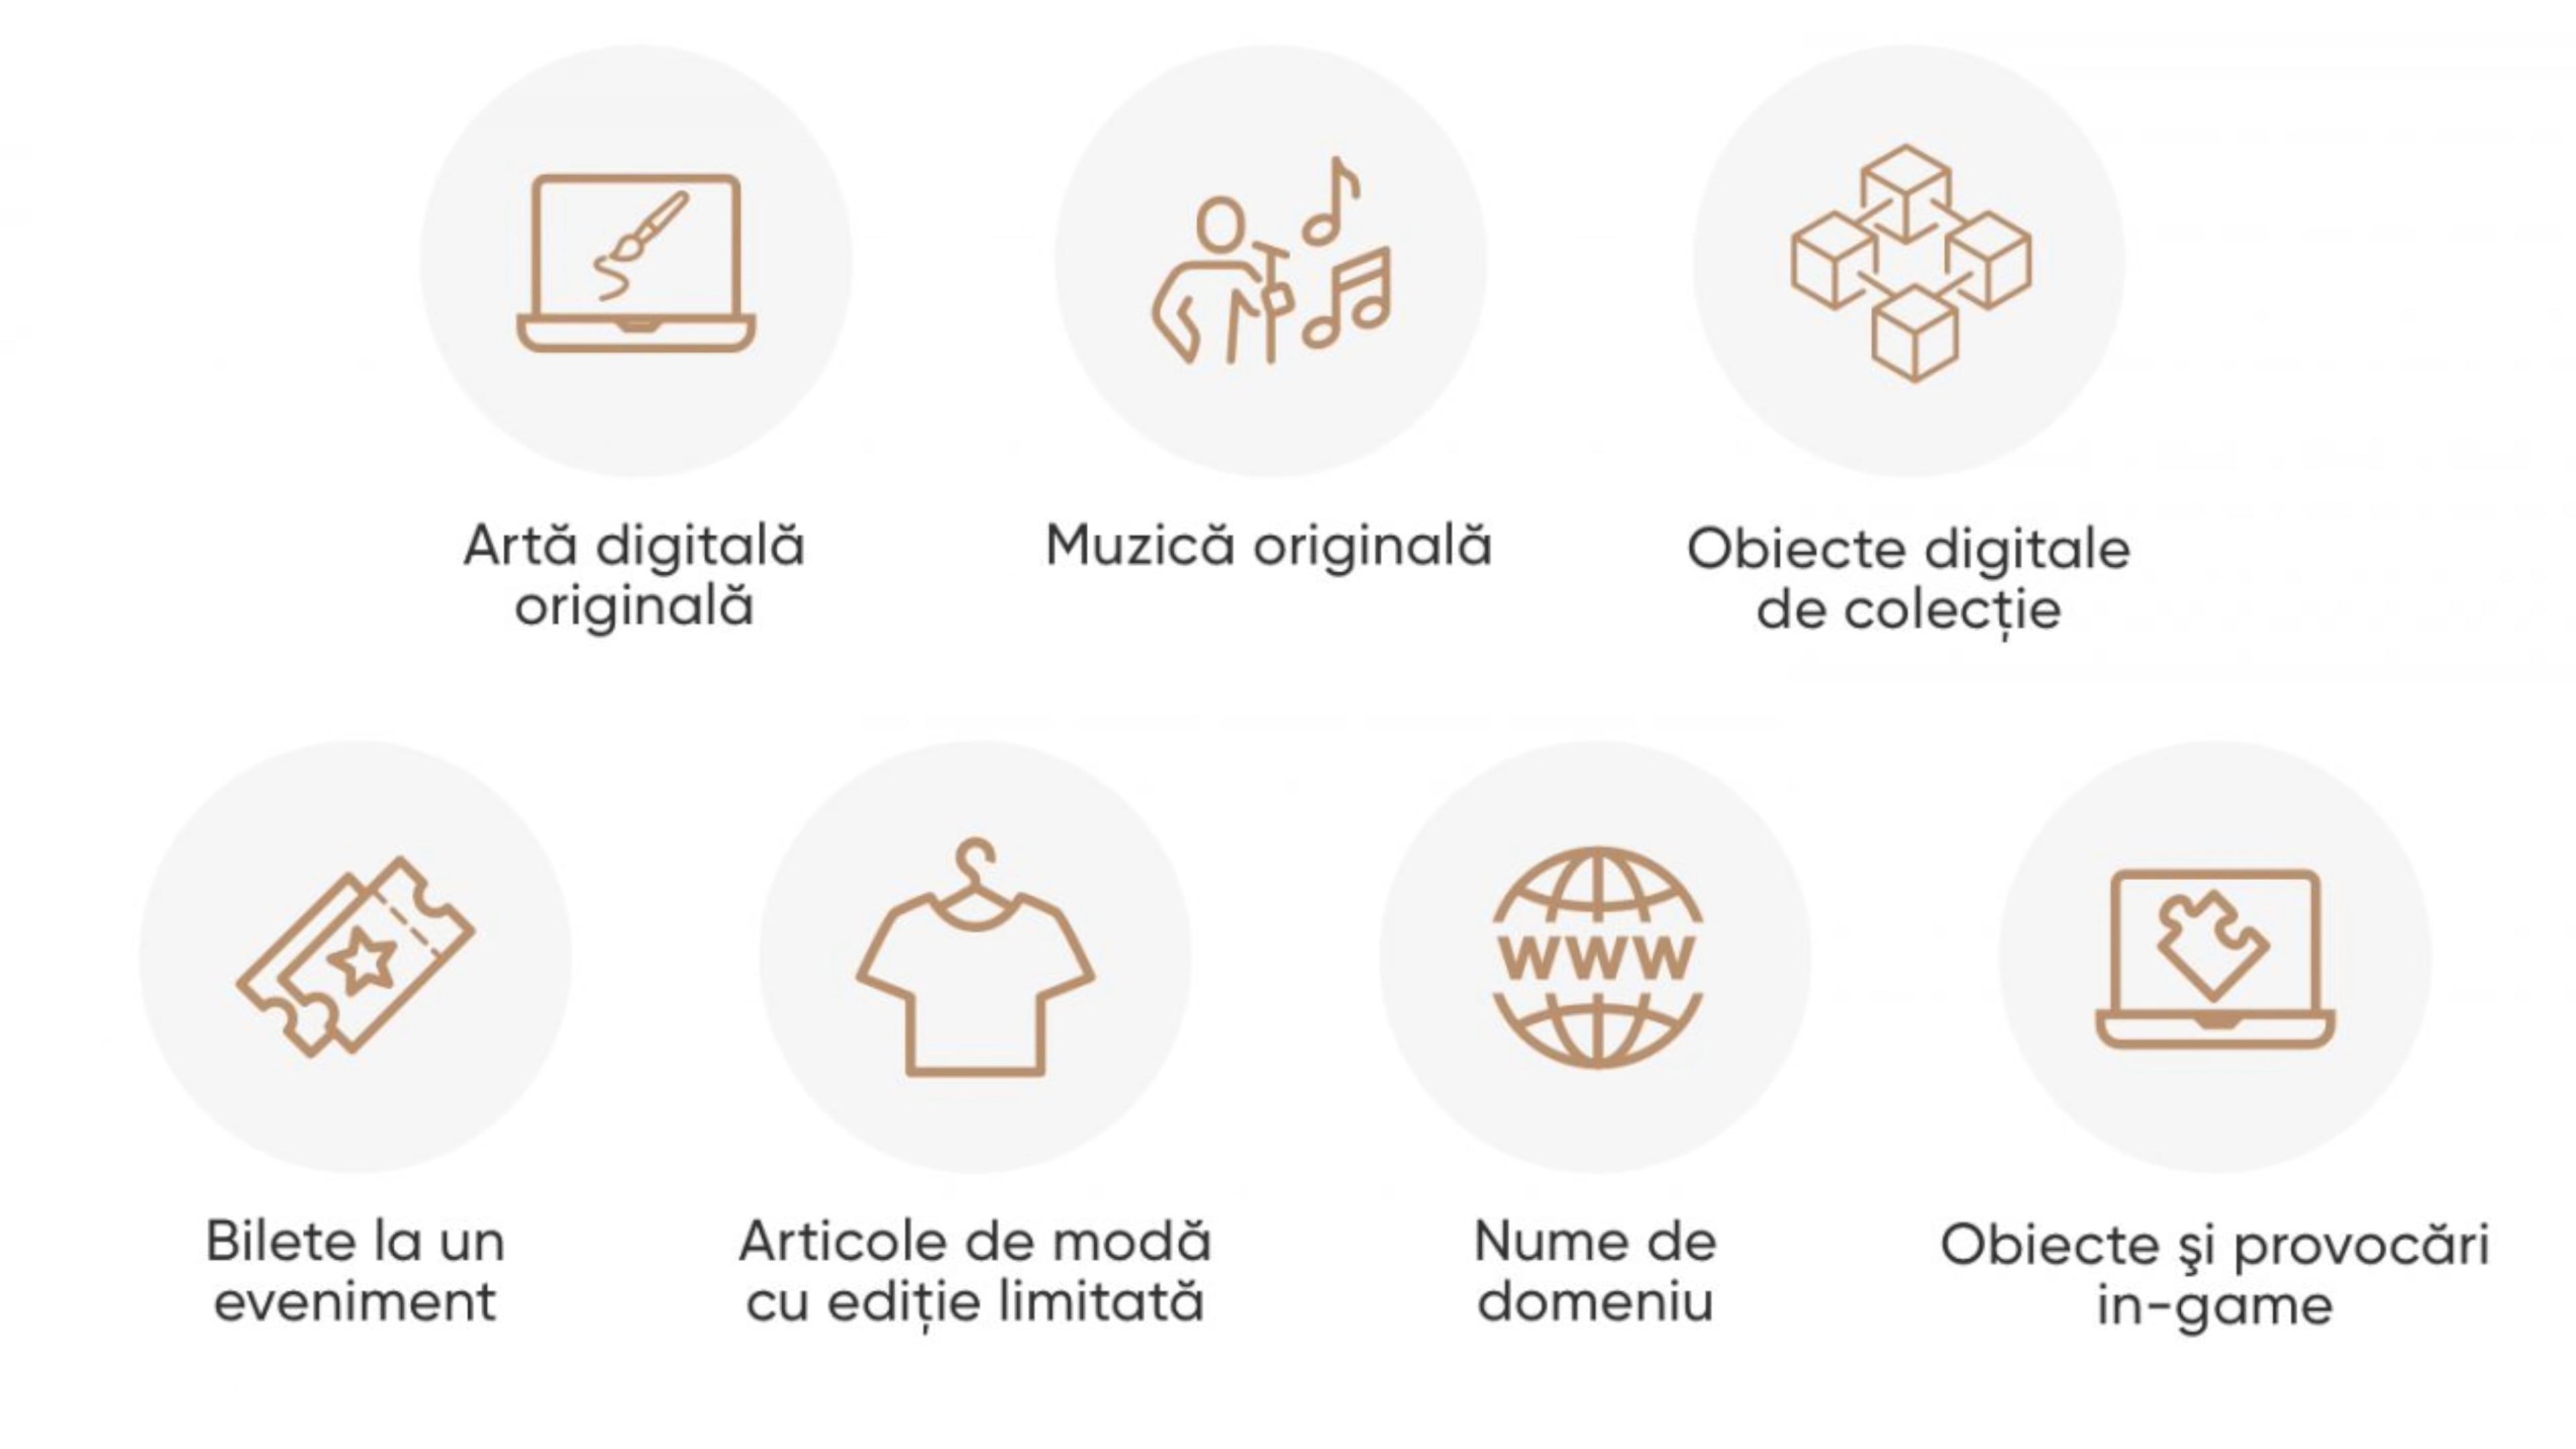 Artă digitală
originală
Muzică originală
Obiecte digitale
de colecție
www
Bilete la un
eveniment
Articole de modă
cu ediție limitată
Nume de
domeniu
Obiecte şi provocări
in-game